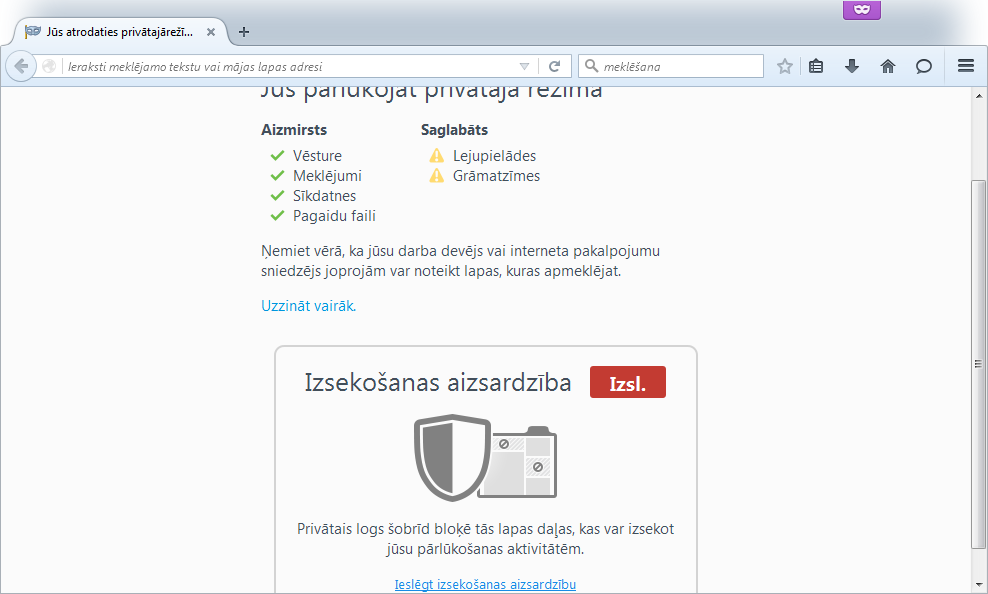 Jūs atrodaties privātajārežī...
Ieraksti meklējamo tekstu vai mājas lapas adresi
meklēšana
Jūs pārlūkojat privātajā režīmā
Aizmirsts
Saglabāts
Vēsture
Lejupielādes
Meklējumi
Grāmatzīmes
Sīkdatnes
Pagaidu faili
Ņemiet vērā, ka jūsu darba devējs vai interneta pakalpojumu
sniedzējs joprojām var noteikt lapas, kuras apmeklējat.
Uzzināt vairāk.
Izsekošanas aizsardzība
Izsl.
Privātais logs šobrīd bloķē tās lapas daļas, kas var izsekot
jūsu pārlūkošanas aktivitātēm.
Ieslēgt izsekošanas aizsardzību